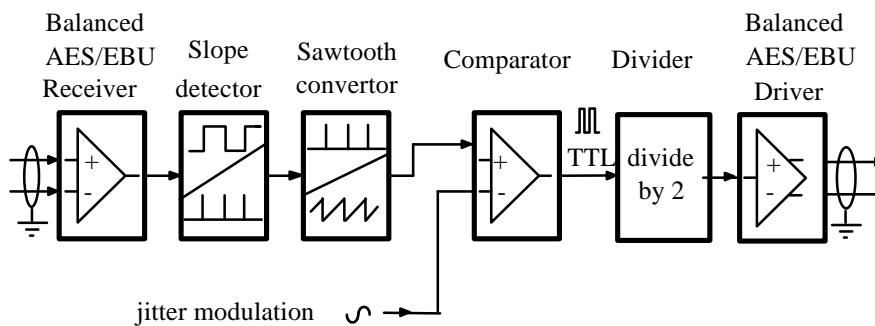 Balanced
AES/EBU
Receiver
Slope
detector
Sawtooth
convertor
Comparator
Divider
Balanced
AES/EBU
Driver
+
-
+
-
TTL
divide
by 2
+
-
jitter modulation